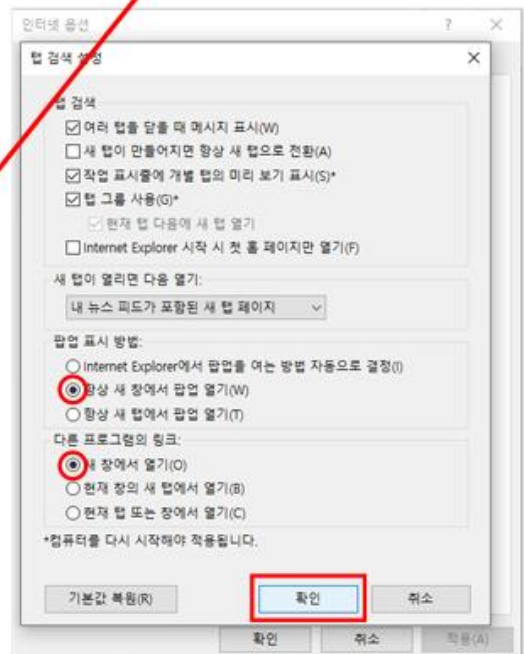 인터넷 옵션
탭 검색 설정
탭 검색
여러 탭을 닫을 때 메시지 표시(W)
새 탭이 만들어지면 항상 새 탭으로 전환(A)
작업 표시줄에 개별 탭의 미리 보기 표시(S)*
탭 그룹 사용(G)*
현재 탭 다음에 새 탭 열기
Internet Explorer 시작 시 첫 홈 페이지만 열기(F)
새 탭이 열리면 다음 열기:
내 뉴스 피드가 포함된 새 탭 페이지
팝업 표시 방법:
Internet Explorer에서 팝업을 여는 방법 자동으로 결정(I)
항상 새 창에서 팝업 열기(W)
항상 새 탭에서 팝업 열기(T)
다른 프로그램의 링크:
새 창에서 열기(O)
현재 창의 새 탭에서 열기(B)
현재 탭 또는 창에서 열기(C)
*컴퓨터를 다시 시작해야 적용됩니다.
기본값 복원(R) 확인 취소
확인 취소 적용(A)